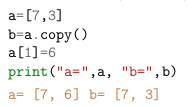 a=[7,3]
b=a.copy()
a[1]=6
print("a=",a, "b=",b)
a= [7, 6] b= [7, 3]